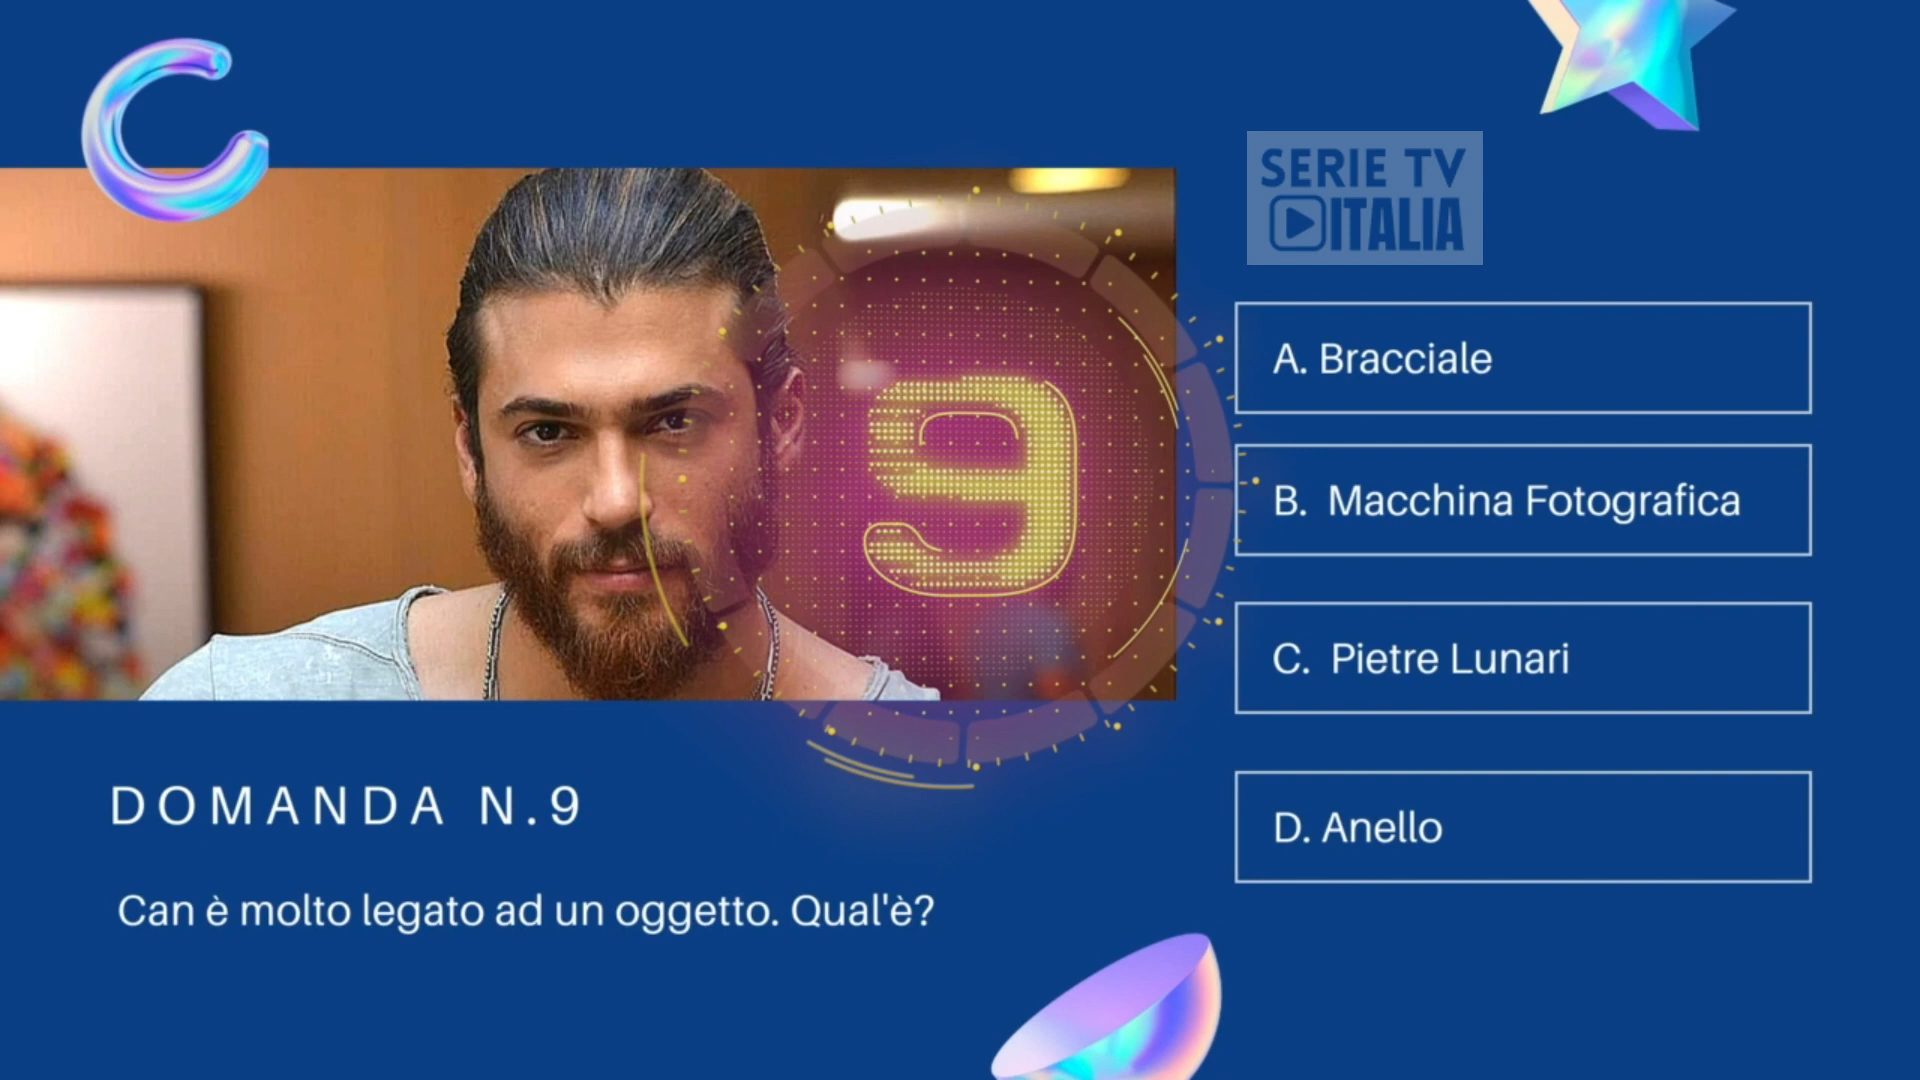 SERIE TV
ITALIA
9
A. Bracciale
B. Macchina Fotografica
C. Pietre Lunari
D. Anello
DOMANDA N.9
Can è molto legato ad un oggetto. Qual'è?